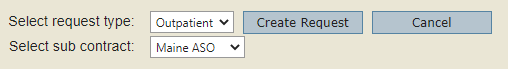 Select request type: Outpatient Create Request Cancel
Select sub contract: Maine ASO